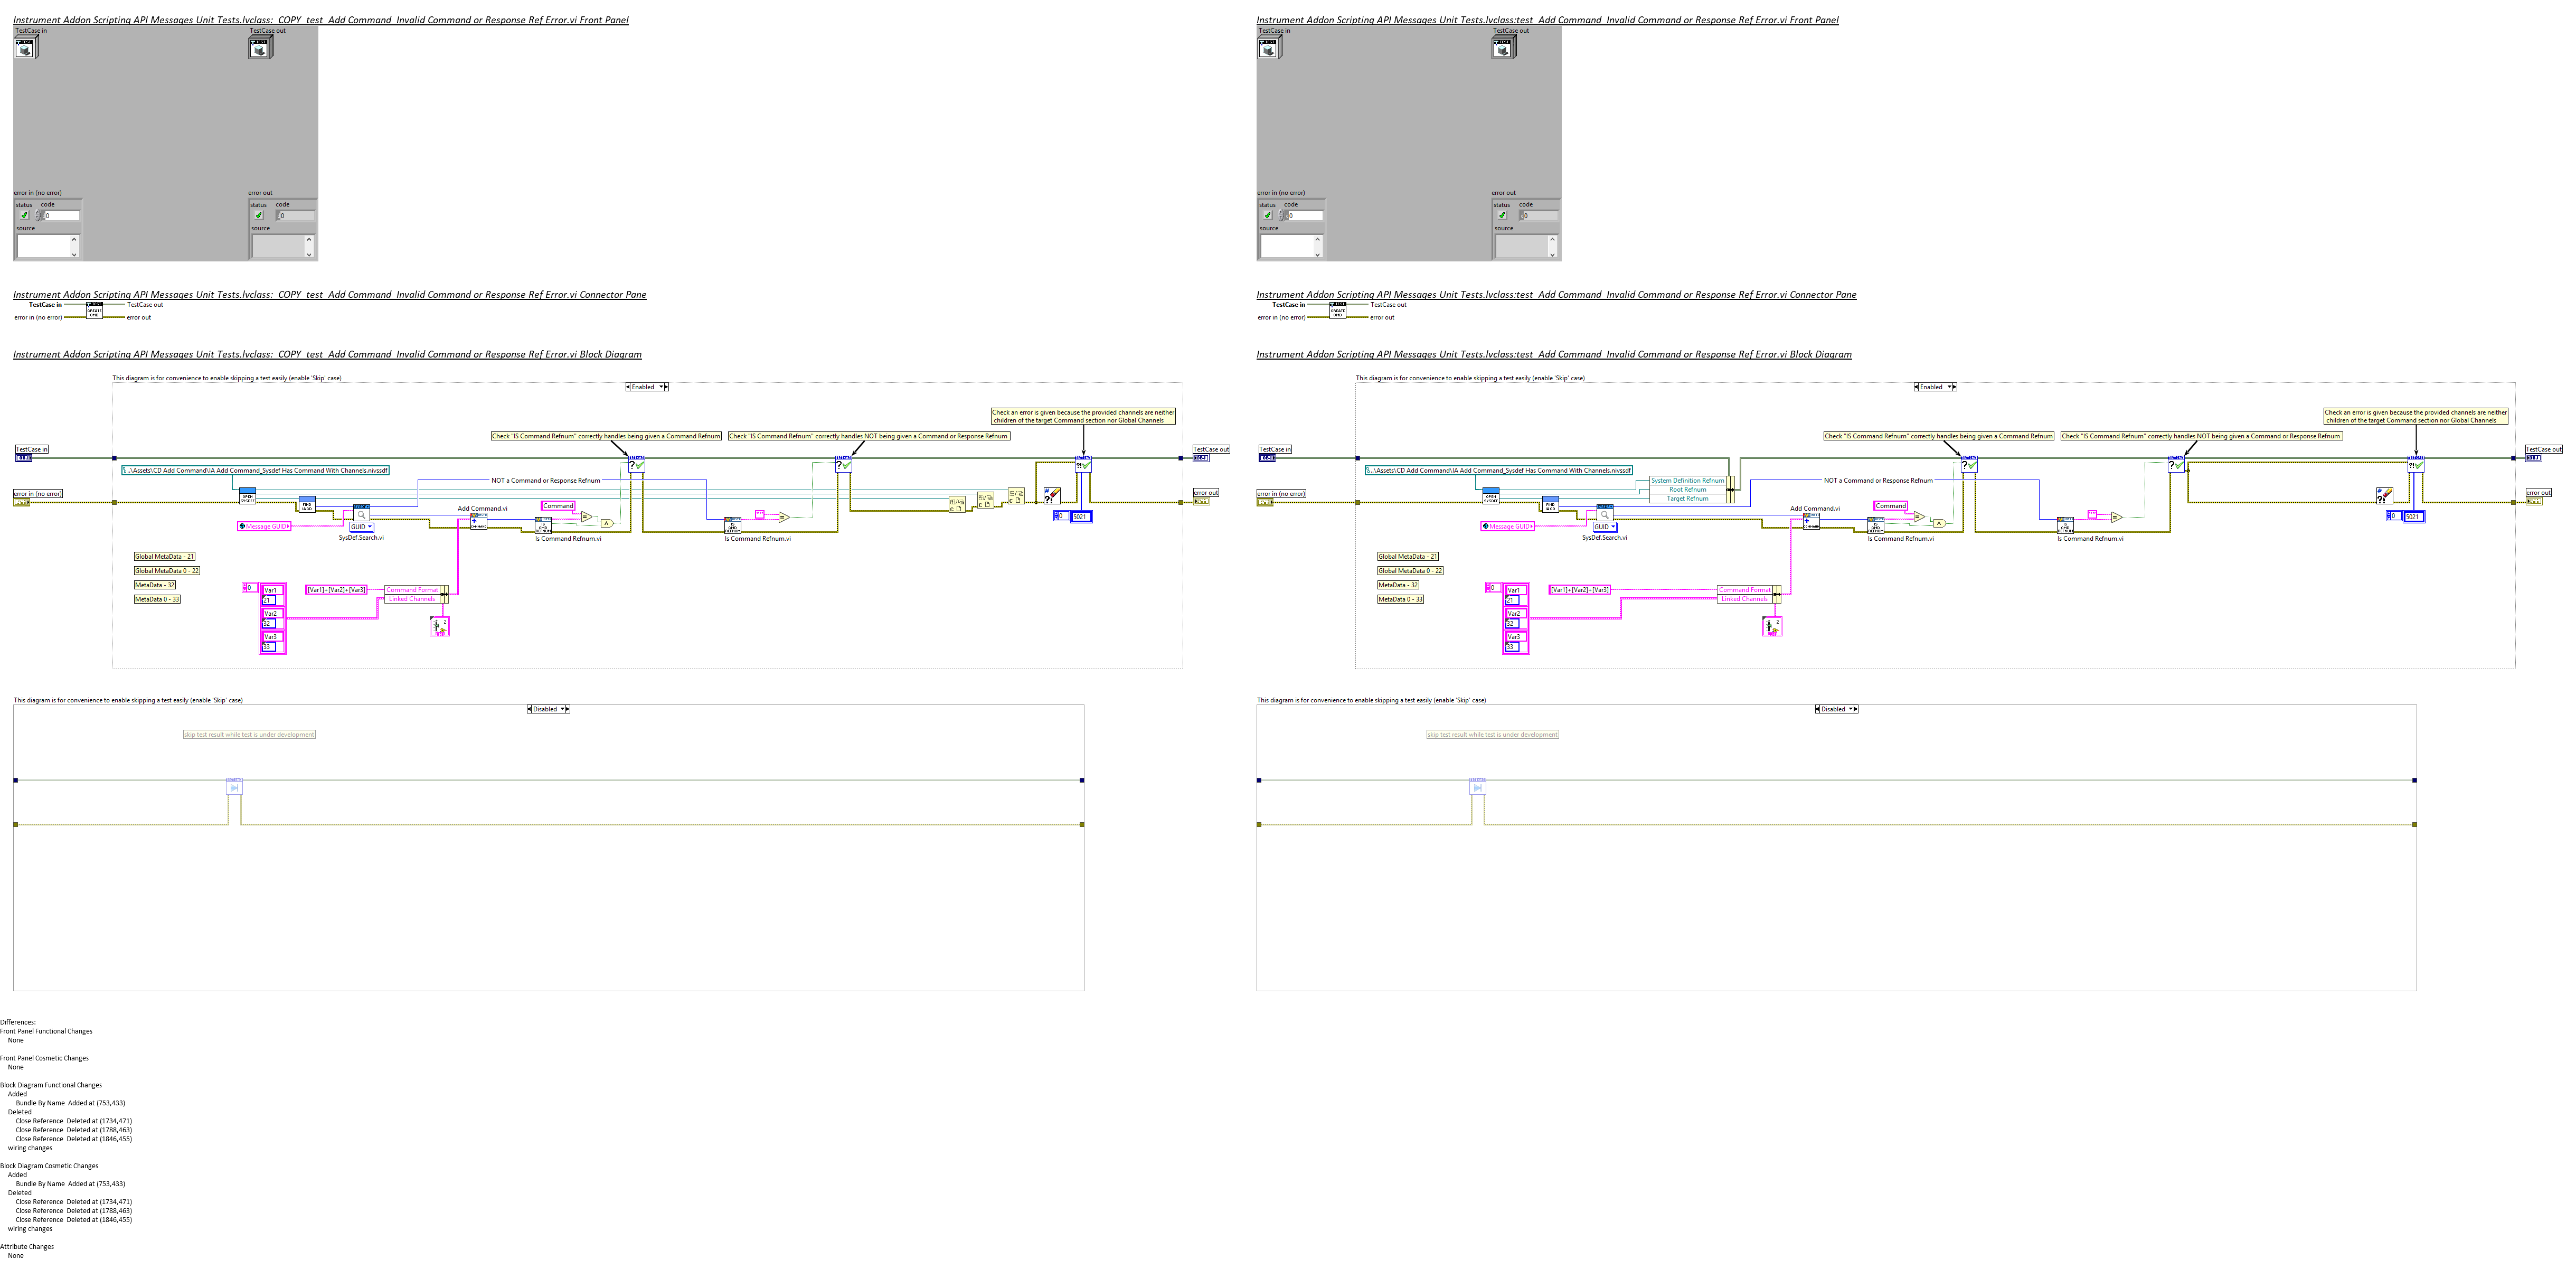 Instrument Addon Scripting API Messages Unit Tests.lvclass:_COPY_test_Add Command_Invalid Command or Response Ref Error.vi Front Panel
TestCase in
TestCase out
error in (no error)
error out
status code
0
status code
0
source
source
Instrument Addon Scripting API Messages Unit Tests.lvclass:_COPY_test_Add Command_Invalid Command or Response Ref Error.vi Connector Pane
TestCase in
TestCase out
error in (no error)
error out
CREATE
CMD
Instrument Addon Scripting API Messages Unit Tests.lvclass:_COPY_test_Add Command_Invalid Command or Response Ref Error.vi Block Diagram
This diagram is for convenience to enable skipping a test easily (enable 'Skip' case)
Enabled
Check an error is given because the provided channels are neither
children of the target Command section nor Global Channels
Check "IS Command Refnum" correctly handles being given a Command Refnum
Check "IS Command Refnum" correctly handles NOT being given a Command or Response Refnum
TestCase in
TestCase out
..\Assets\CD Add Command\IA Add Command_Sysdef Has Command With Channels.nivssdf
NOT a Command or Response Refnum
error in (no error)
error out
OPEN
SYSDEF
Add Command.vi
Command
Message GUID
GUID
SysDef.Search.vi
Is Command Refnum.vi
Is Command Refnum.vi
0
5021
Global MetaData - 21
Global MetaData 0 - 22
MetaData - 32
MetaData 0 - 33
0
Var1
21
Var2
32
Var3
33
[Var1]+[Var2]+[Var3]
Command Format
Linked Channels
This diagram is for convenience to enable skipping a test easily (enable 'Skip' case)
Disabled
skip test result while test is under development
Differences:
Front Panel Functional Changes
None
Front Panel Cosmetic Changes
None
Block Diagram Functional Changes
Added
Bundle By Name Added at (753,433)
Deleted
Close Reference Deleted at (1734,471)
Close Reference Deleted at (1788,463)
Close Reference Deleted at (1846,455)
wiring changes
Block Diagram Cosmetic Changes
Added
Bundle By Name Added at (753,433)
Deleted
Close Reference Deleted at (1734,471)
Close Reference Deleted at (1788,463)
Close Reference Deleted at (1846,455)
wiring changes
Attribute Changes
None
Instrument Addon Scripting API Messages Unit Tests.lvclass:test_Add Command_Invalid Command or Response Ref Error.vi Front Panel
TestCase in
TestCase out
error in (no error)
error out
status code
0
status code
0
source
source
Instrument Addon Scripting API Messages Unit Tests.lvclass:test_Add Command_Invalid Command or Response Ref Error.vi Connector Pane
TestCase in
TestCase out
error in (no error)
error out
CREATE
CMD
Instrument Addon Scripting API Messages Unit Tests.lvclass:test_Add Command_Invalid Command or Response Ref Error.vi Block Diagram
This diagram is for convenience to enable skipping a test easily (enable 'Skip' case)
Enabled
Check an error is given because the provided channels are neither
children of the target Command section nor Global Channels
Check "IS Command Refnum" correctly handles being given a Command Refnum
Check "IS Command Refnum" correctly handles NOT being given a Command or Response Refnum
TestCase in
TestCase out
..\Assets\CD Add Command\IA Add Command_Sysdef Has Command With Channels.nivssdf
System Definition Refnum
Root Refnum
Target Refnum
NOT a Command or Response Refnum
error in (no error)
error out
OPEN
SYSDEF
Add Command.vi
Command
Message GUID
GUID
SysDef.Search.vi
Is Command Refnum.vi
Is Command Refnum.vi
0
5021
Global MetaData - 21
Global MetaData 0 - 22
MetaData - 32
MetaData 0 - 33
0
Var1
21
Var2
32
Var3
33
[Var1]+[Var2]+[Var3]
Command Format
Linked Channels
This diagram is for convenience to enable skipping a test easily (enable 'Skip' case)
Disabled
skip test result while test is under development